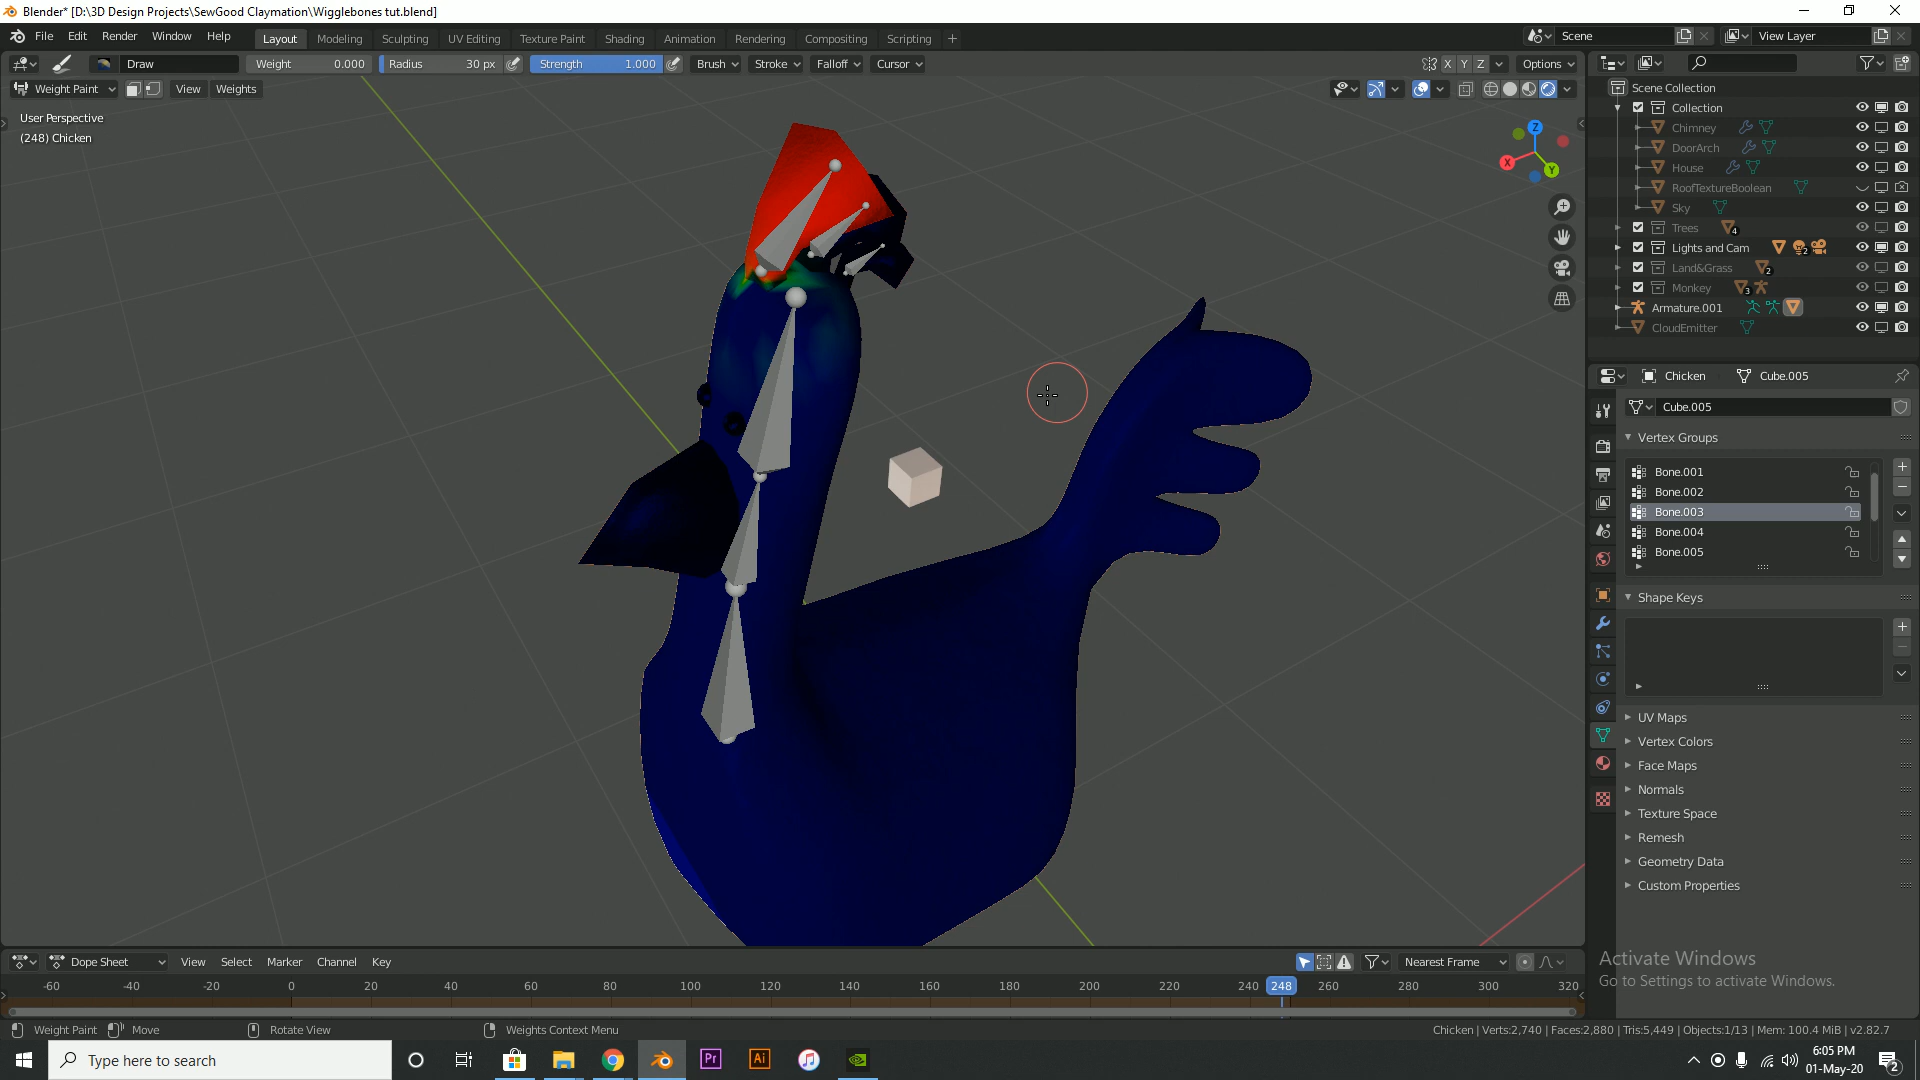 Blender* [D:\3D Design Projects\SewGood Claymation\Wigglebones tut.blend]
File Edit Render Window Help Layout Modeling Sculpting UV Editing Texture Paint Shading Animation Rendering Compositing Scripting + Scene View Layer
Draw Weight 0.000 Radius 30 px Strength 1.000 Brush Stroke Falloff Cursor X Y Z Options
Weight Paint View Weights
User Perspective
(248) Chicken
Z
X
Y
Scene Collection
Collection
Chimney
DoorArch
House
RoofTextureBoolean
Sky
Trees 4
Lights and Cam 2
Land&Grass 2
Monkey 3
Armature.001
CloudEmitter
Chicken Cube.005
Cube.005
Vertex Groups
Bone.001
Bone.002
Bone.003
Bone.004
Bone.005
Shape Keys
UV Maps
Vertex Colors
Face Maps
Normals
Texture Space
Remesh
Geometry Data
Custom Properties
Activate Windows
Go to Settings to activate Windows.
Dope Sheet View Select Marker Channel Key Nearest Frame
-60 -40 -20 0 20 40 60 80 100 120 140 160 180 200 220 240 248 260 280 300 320
Weight Paint Move Rotate View Weights Context Menu Chicken | Verts:2,740 | Faces:2,880 | Tris:5,449 | Objects:1/13 | Mem: 100.4 MiB | v2.82.7
Type here to search Pr Ai 6:05 PM
01-May-20 2